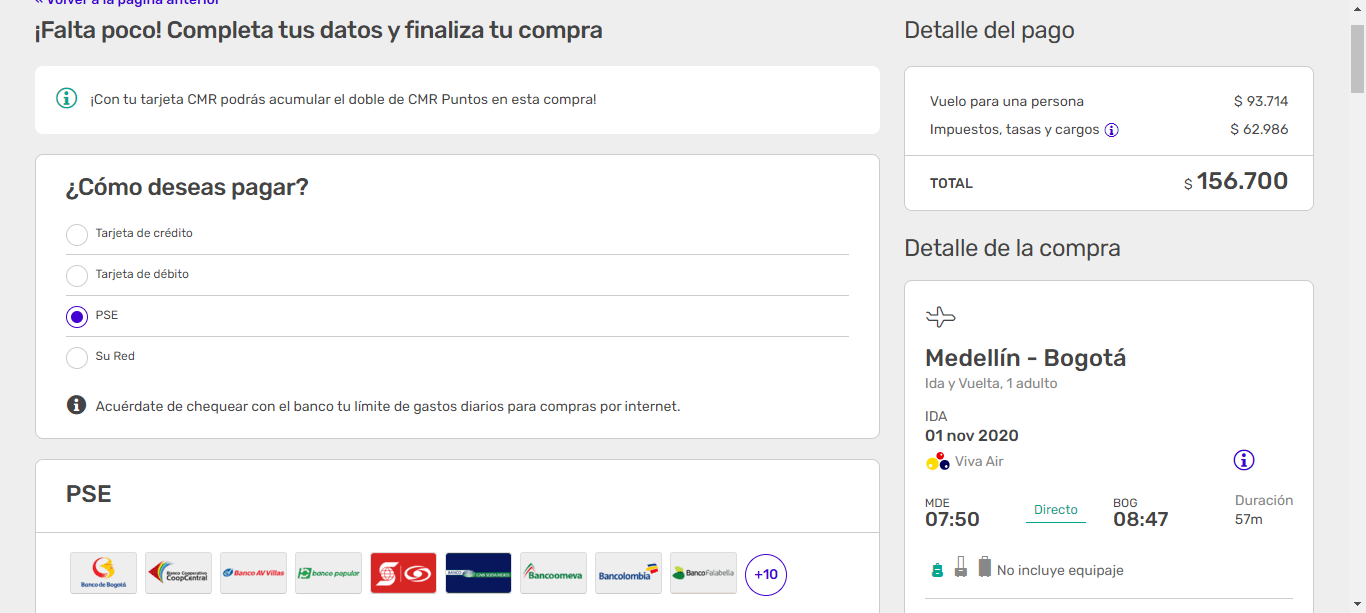 « Volver a la página anterior
¡Falta poco! Completa tus datos y finaliza tu compra
¡Con tu tarjeta CMR podrás acumular el doble de CMR Puntos en esta compra!
¿Cómo deseas pagar?
Tarjeta de crédito
Tarjeta de débito
PSE
Su Red
Acuérdate de chequear con el banco tu límite de gastos diarios para compras por internet.
PSE
Banco de Bogotá
Banco Cooperativo
CoopCentral
Banco AV Villas
banco popular
Bancoomeva
Bancolombia
Banco Falabella
+10
Detalle del pago
Vuelo para una persona $ 93.714
Impuestos, tasas y cargos $ 62.986
TOTAL $ 156.700
Detalle de la compra
Medellín - Bogotá
Ida y Vuelta, 1 adulto
IDA
01 nov 2020
Viva Air
MDE Directo BOG Duración
07:50 08:47 57m
No incluye equipaje